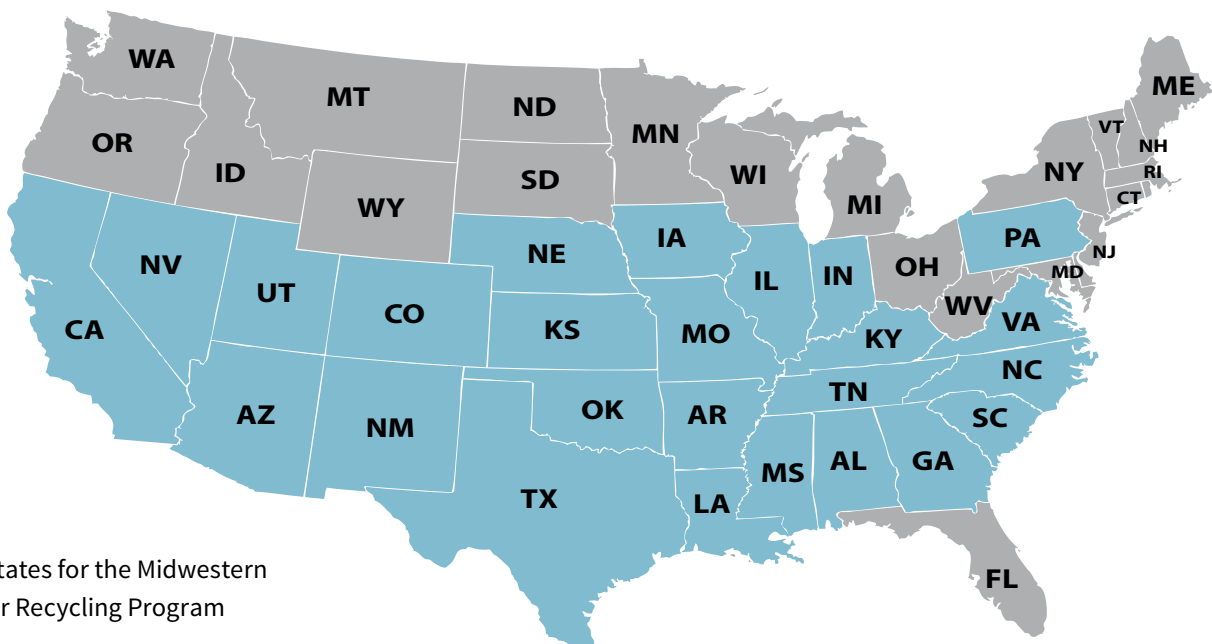 WA
MT
ND
MN
ME
OR
ID
SD
WI
VT
NH
NY
RI
WY
MI
CT
NV
NE
IA
PA
NJ
UT
IL
IN
OH
MD
CA
CO
KS
MO
WV
VA
KY
AZ
NM
OK
AR
TN
NC
SC
TX
LA
MS
AL
GA
FL
tates for the Midwestern
r Recycling Program